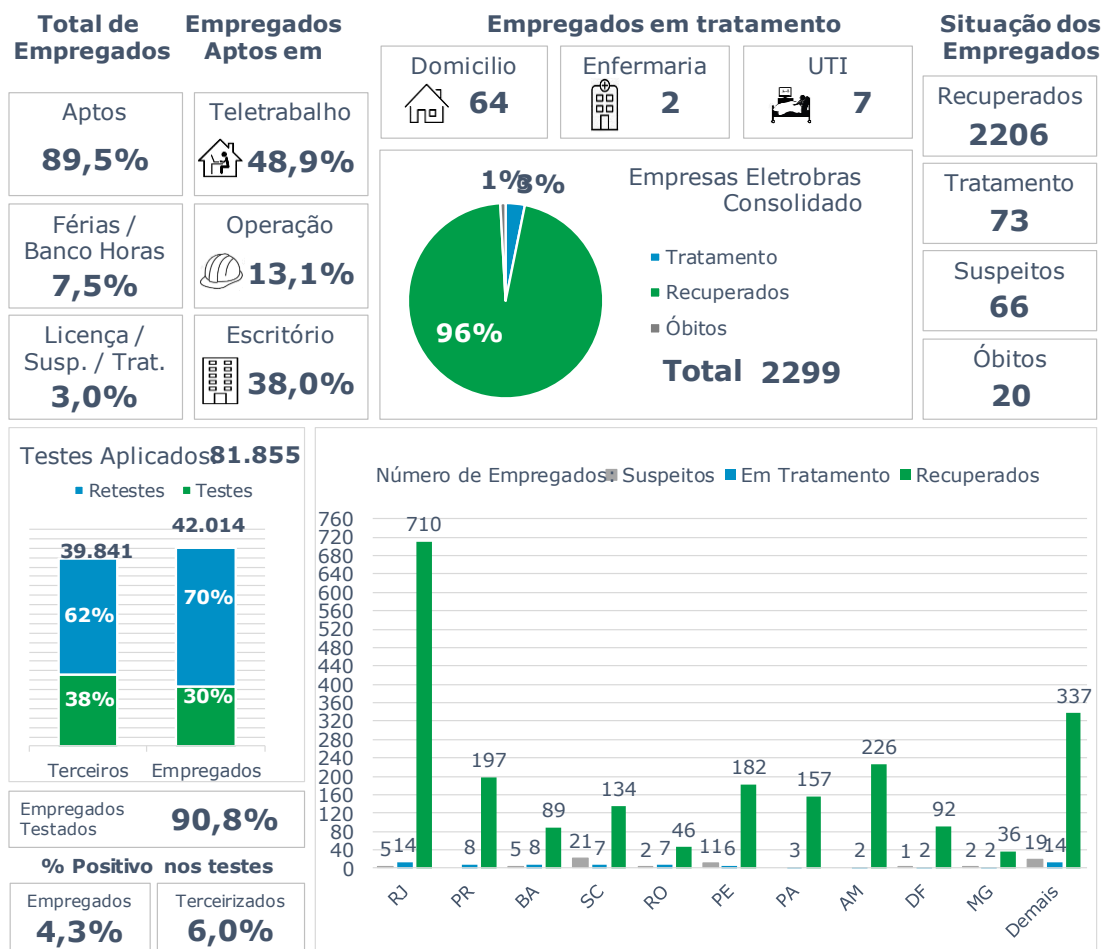 Total de
Empregados
Empregados
Aptos em
Empregados em tratamento
Situação dos
Empregados
Aptos
89,5%
Férias /
Banco Horas
7,5%
Licença /
Susp. / Trat.
3,0%
Teletrabalho
48,9%
Operação
13,1%
Escritório
38,0%
Domicilio
64
Enfermaria
2
UTI
7
Empresas Eletrobras
Consolidado
1%
3%
96%
Tratamento
Recuperados
Óbitos
Total 2299
Recuperados
2206
Tratamento
73
Suspeitos
66
Óbitos
20
Testes Aplicados: 81.855
Retestes Testes
39.841
42.014
62%
70%
38%
30%
Terceiros Empregados
Empregados
Testados
90,8%
% Positivo nos testes
Empregados
4,3%
Terceirizados
6,0%
Número de Empregados: Suspeitos Em Tratamento Recuperados
760
720
680
640
600
560
520
480
440
400
360
320
280
240
200
160
120
80
40
0
5 14 710
8 197
5 8 89
21 7 134
2 7 46
11 6 182
3 157
2 226
1 2 92
2 2 36
19 14 337
RJ PR BA SC RO PE PA AM DF MG Demais